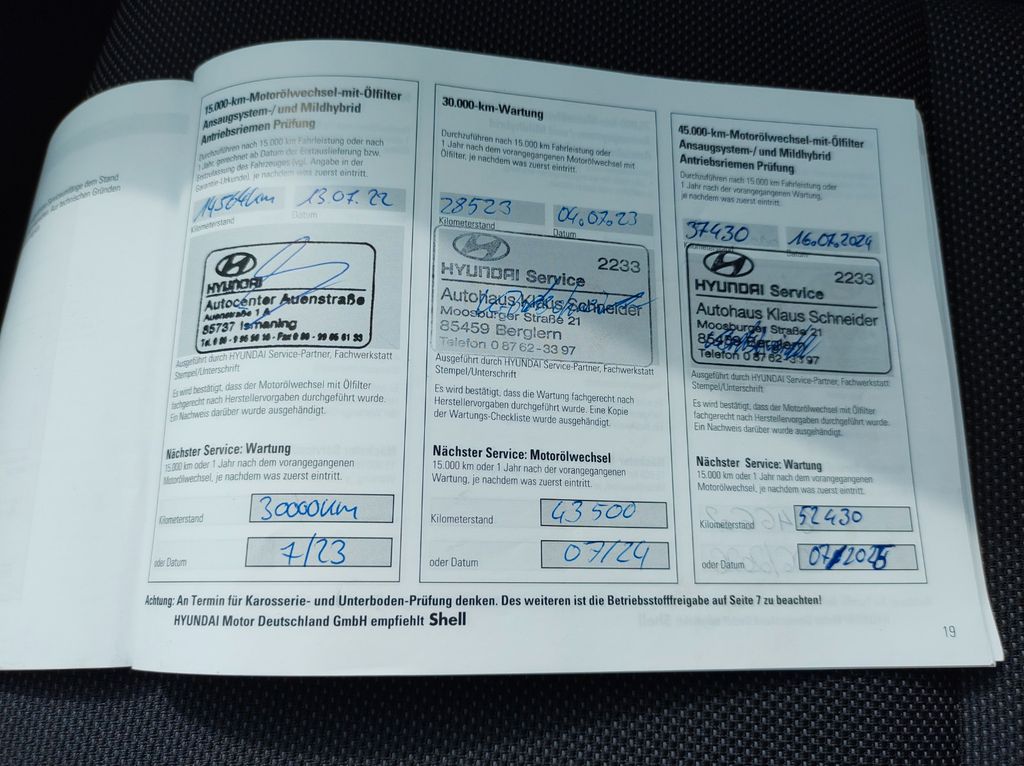 15.000-km-Motorölwechsel-mit-Ölfilter
Ansaugsystem-/ und Mildhybrid
Antriebsriemen Prüfung
Durchzuführen nach 15.000 km Fahrleistung oder nach
1 Jahr, gerechnet ab Datum der Erstauslieferung bzw.
Erstzulassung des Fahrzeuges (vgl. Angabe in der
Garantie-Urkunde), je nachdem was zuerst eintritt.
14564km 13.07.22
Kilometerstand Datum
HYUNDAI
Autocenter Auenstraße
Auenstraße 1 A
85737 Ismaning
Ausgeführt durch HYUNDAI Service-Partner, Fachwerkstatt
Stempel/Unterschrift
Es wird bestätigt, dass der Motorölwechsel mit Ölfilter
fachgerecht nach Herstellervorgaben durchgeführt wurde.
Ein Nachweis darüber wurde ausgehändigt.
Nächster Service: Wartung
15.000 km oder 1 Jahr nach dem vorangegangenen
Motorölwechsel, je nachdem was zuerst eintritt.
Kilometerstand 30000km
oder Datum 7/23
30.000-km-Wartung
Durchzuführen nach 15.000 km Fahrleistung oder
1 Jahr nach dem vorangegangenen Motorölwechsel mit
Ölfilter, je nachdem was zuerst eintritt.
28523 04.07.23
Kilometerstand Datum
2233
HYUNDAI Service
Autohaus Klaus Schneider
Moosburger Straße 21
85459 Berglern
Telefon 0 87 62-33 97
Ausgeführt durch HYUNDAI Service-Partner, Fachwerkstatt
Stempel/Unterschrift
Es wird bestätigt, dass die Wartung fachgerecht nach
Herstellervorgaben durchgeführt wurde. Eine Kopie
der Wartungs-Checkliste wurde ausgehändigt.
Nächster Service: Motorölwechsel
15.000 km oder 1 Jahr nach der vorangegangenen
Wartung, je nachdem was zuerst eintritt.
Kilometerstand 43500
oder Datum 07/24
45.000-km-Motorölwechsel-mit-Ölfilter
Ansaugsystem-/ und Mildhybrid
Antriebsriemen Prüfung
Durchzuführen nach 15.000 km Fahrleistung oder
1 Jahr nach der vorangegangenen Wartung,
je nachdem was zuerst eintritt.
37430 16.07.2024
Datum
2233
HYUNDAI Service
Autohaus Klaus Schneider
Moosburger Straße 21
85459 Berglern
Telefon 0 87 62-33 97
Ausgeführt durch HYUNDAI Service-Partner, Fachwerkstatt
Stempel/Unterschrift
Es wird bestätigt, dass der Motorölwechsel mit Ölfilter
fachgerecht nach Herstellervorgaben durchgeführt wurde.
Ein Nachweis darüber wurde ausgehändigt.
Nächster Service: Wartung
15.000 km oder 1 Jahr nach dem vorangegangenen
Motorölwechsel, je nachdem was zuerst eintritt.
Kilometerstand 52430
oder Datum 07/2025
Achtung: An Termin für Karosserie- und Unterboden-Prüfung denken. Des weiteren ist die Betriebsstofffreigabe auf Seite 7 zu beachten!
HYUNDAI Motor Deutschland GmbH empfiehlt Shell
19